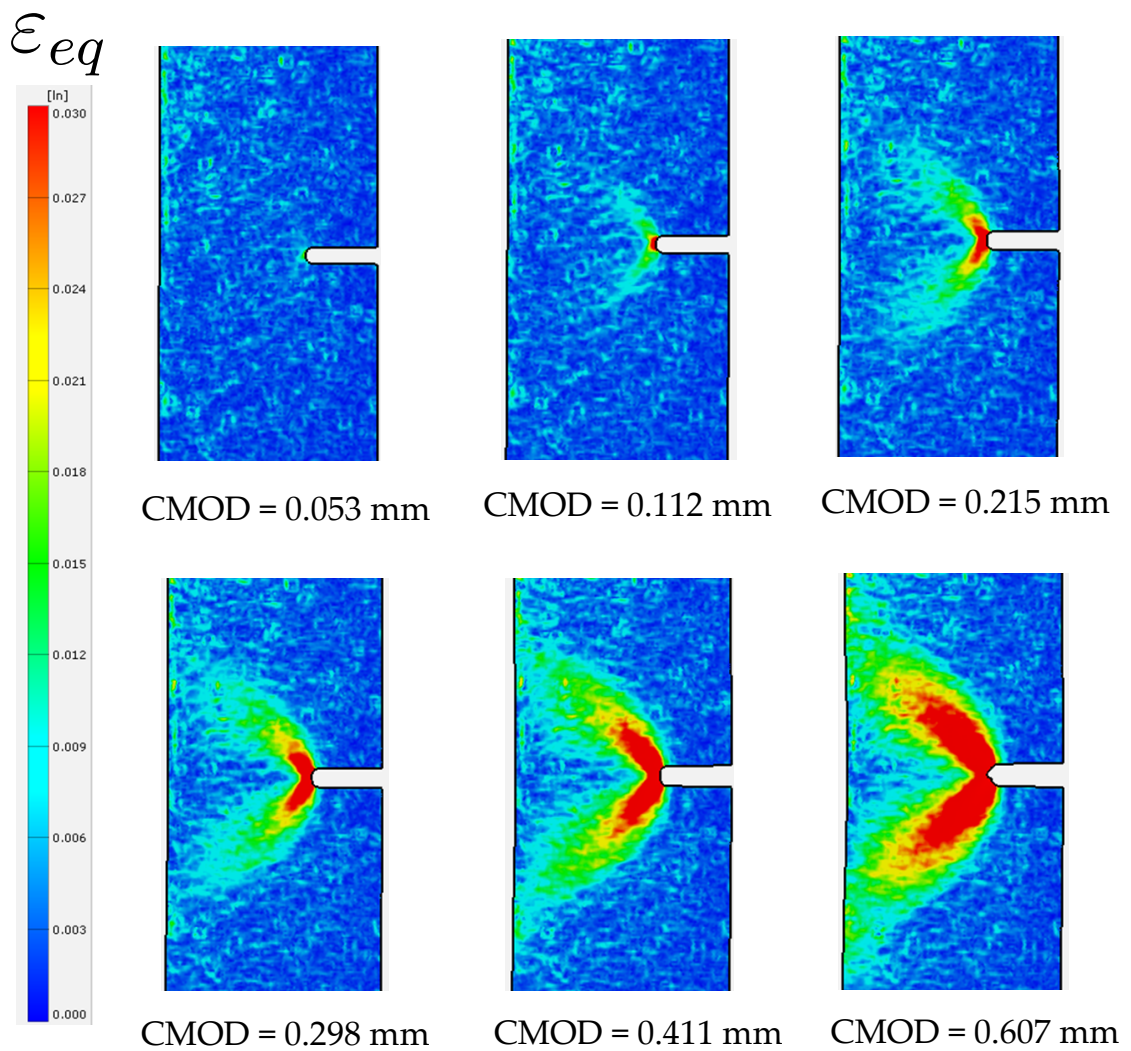 εeq
[ln]
0.030
0.027
0.024
0.021
0.018
0.015
0.012
0.009
0.006
0.003
0.000
CMOD = 0.053 mm
CMOD = 0.112 mm
CMOD = 0.215 mm
CMOD = 0.298 mm
CMOD = 0.411 mm
CMOD = 0.607 mm